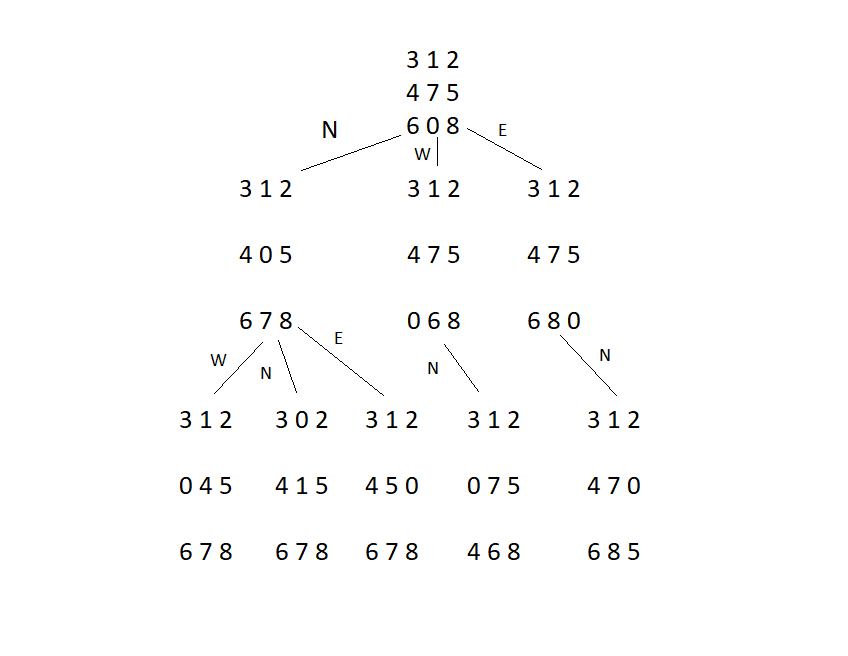 3 1 2
4 7 5
N 6 0 8 E
W
3 1 2 3 1 2 3 1 2
4 0 5 4 7 5 4 7 5
6 7 8 0 6 8 6 8 0
E
W N N N
3 1 2 3 0 2 3 1 2 3 1 2 3 1 2
0 4 5 4 1 5 4 5 0 0 7 5 4 7 0
6 7 8 6 7 8 6 7 8 4 6 8 6 8 5